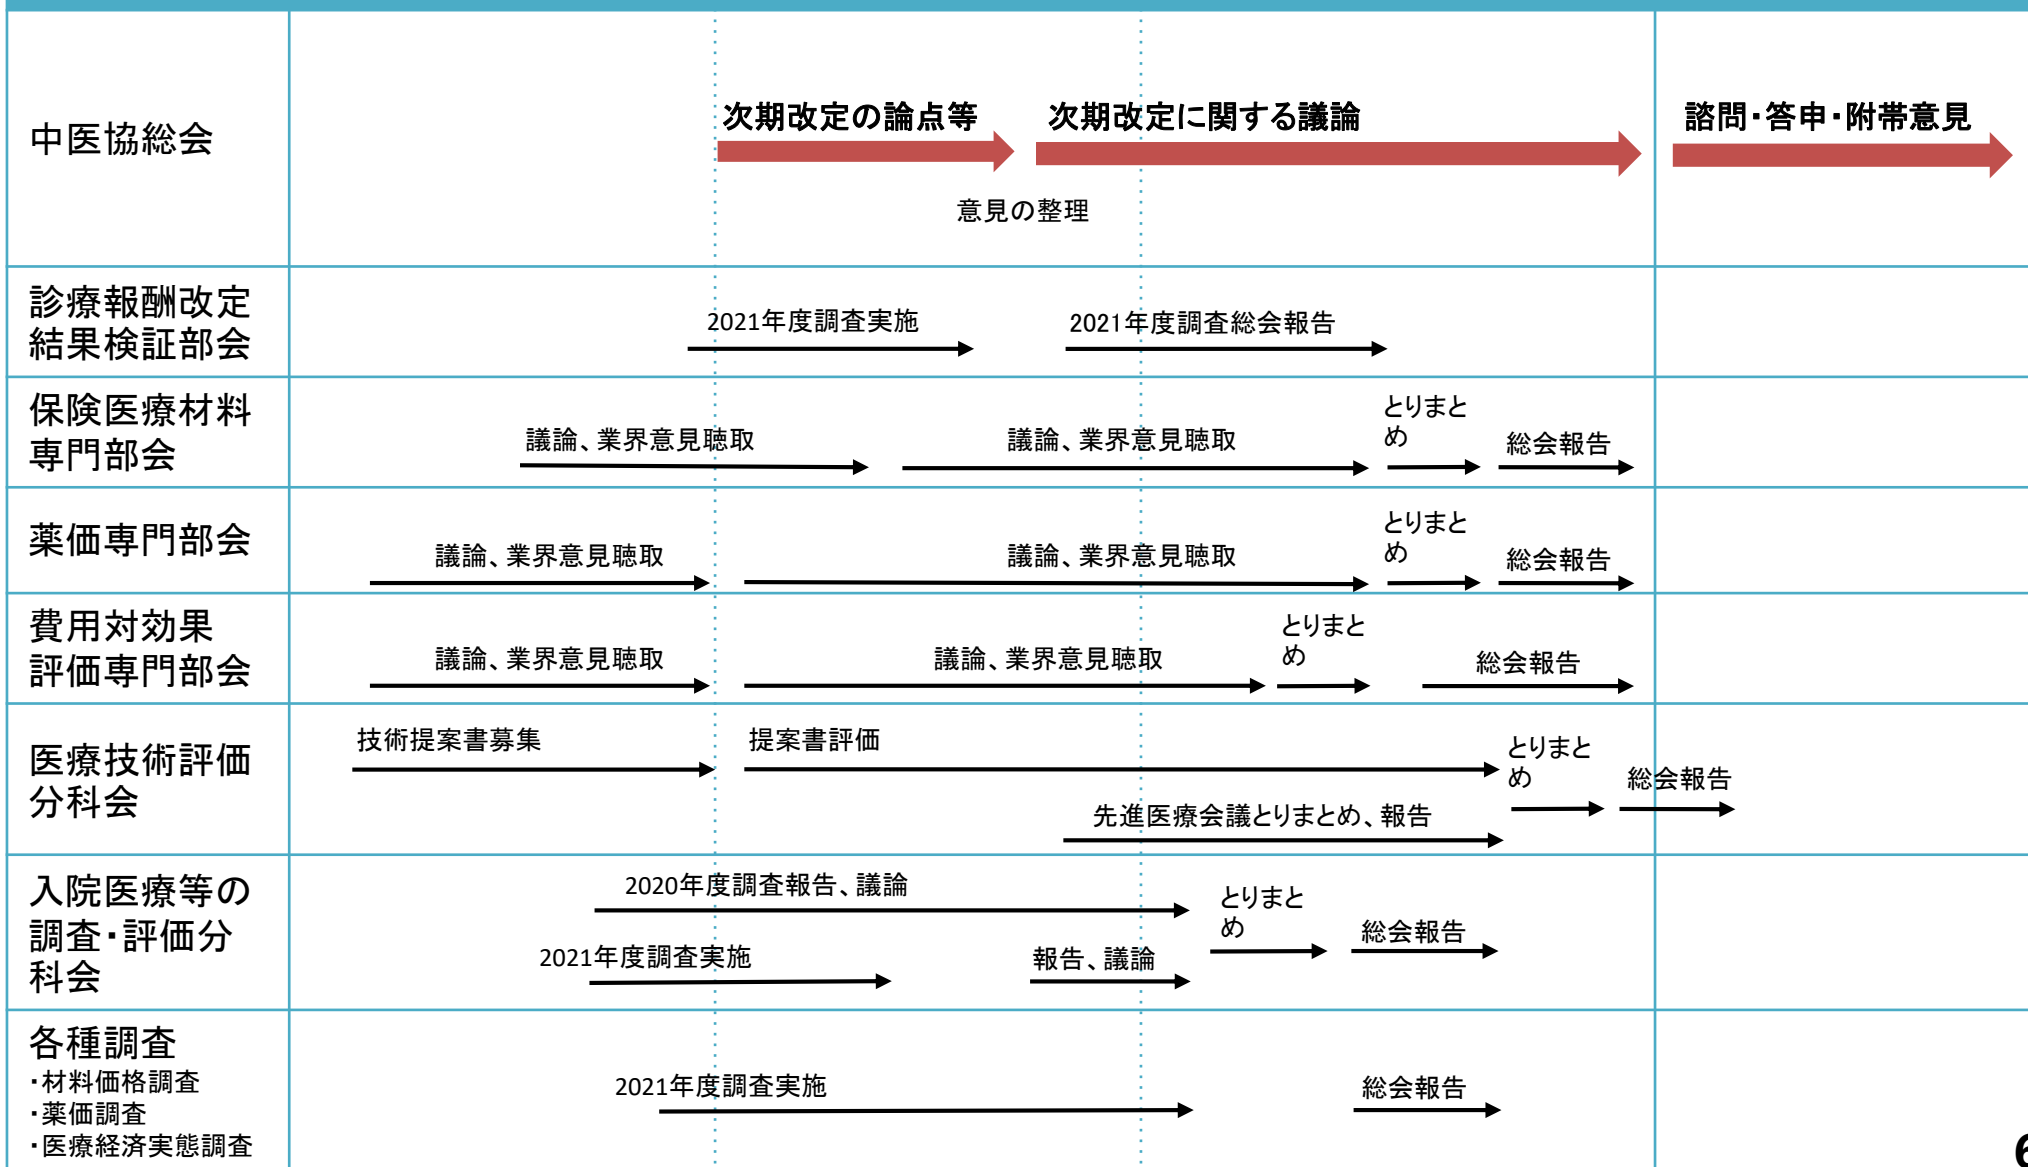 中医協総会
次期改定の論点等
次期改定に関する議論
諮問・答申・附帯意見
意見の整理
診療報酬改定
結果検証部会
2021年度調査実施
2021年度調査総会報告
保険医療材料
専門部会
議論、業界意見聴取
議論、業界意見聴取
とりまと
め
総会報告
薬価専門部会
議論、業界意見聴取
議論、業界意見聴取
とりまと
め
総会報告
費用対効果
評価専門部会
議論、業界意見聴取
議論、業界意見聴取
とりまと
め
総会報告
医療技術評価
分科会
技術提案書募集
提案書評価
とりまと
め
総会報告
先進医療会議とりまとめ、報告
入院医療等の
調査・評価分
科会
2020年度調査報告、議論
とりまと
め
総会報告
2021年度調査実施
報告、議論
各種調査
・材料価格調査
・薬価調査
・医療経済実態調査
2021年度調査実施
総会報告
6